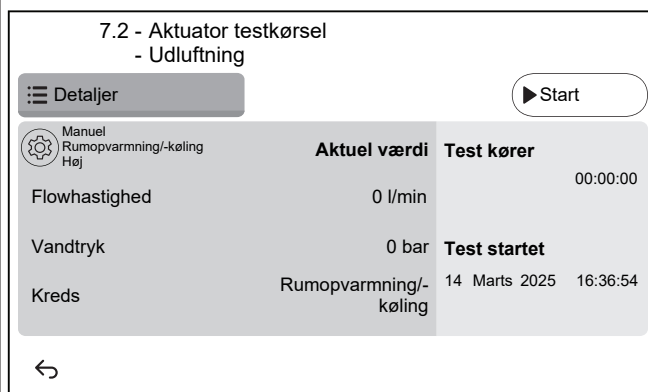 7.2 - Aktuator testkørsel
- Udluftning
Detaljer
Start
Manuel
Rumopvarmning/-køling
Høj
Aktuel værdi
Test kører
00:00:00
Flowhastighed
0 l/min
Vandtryk
0 bar
Test startet
14 Marts 2025 16:36:54
Kreds
Rumopvarmning/-
køling